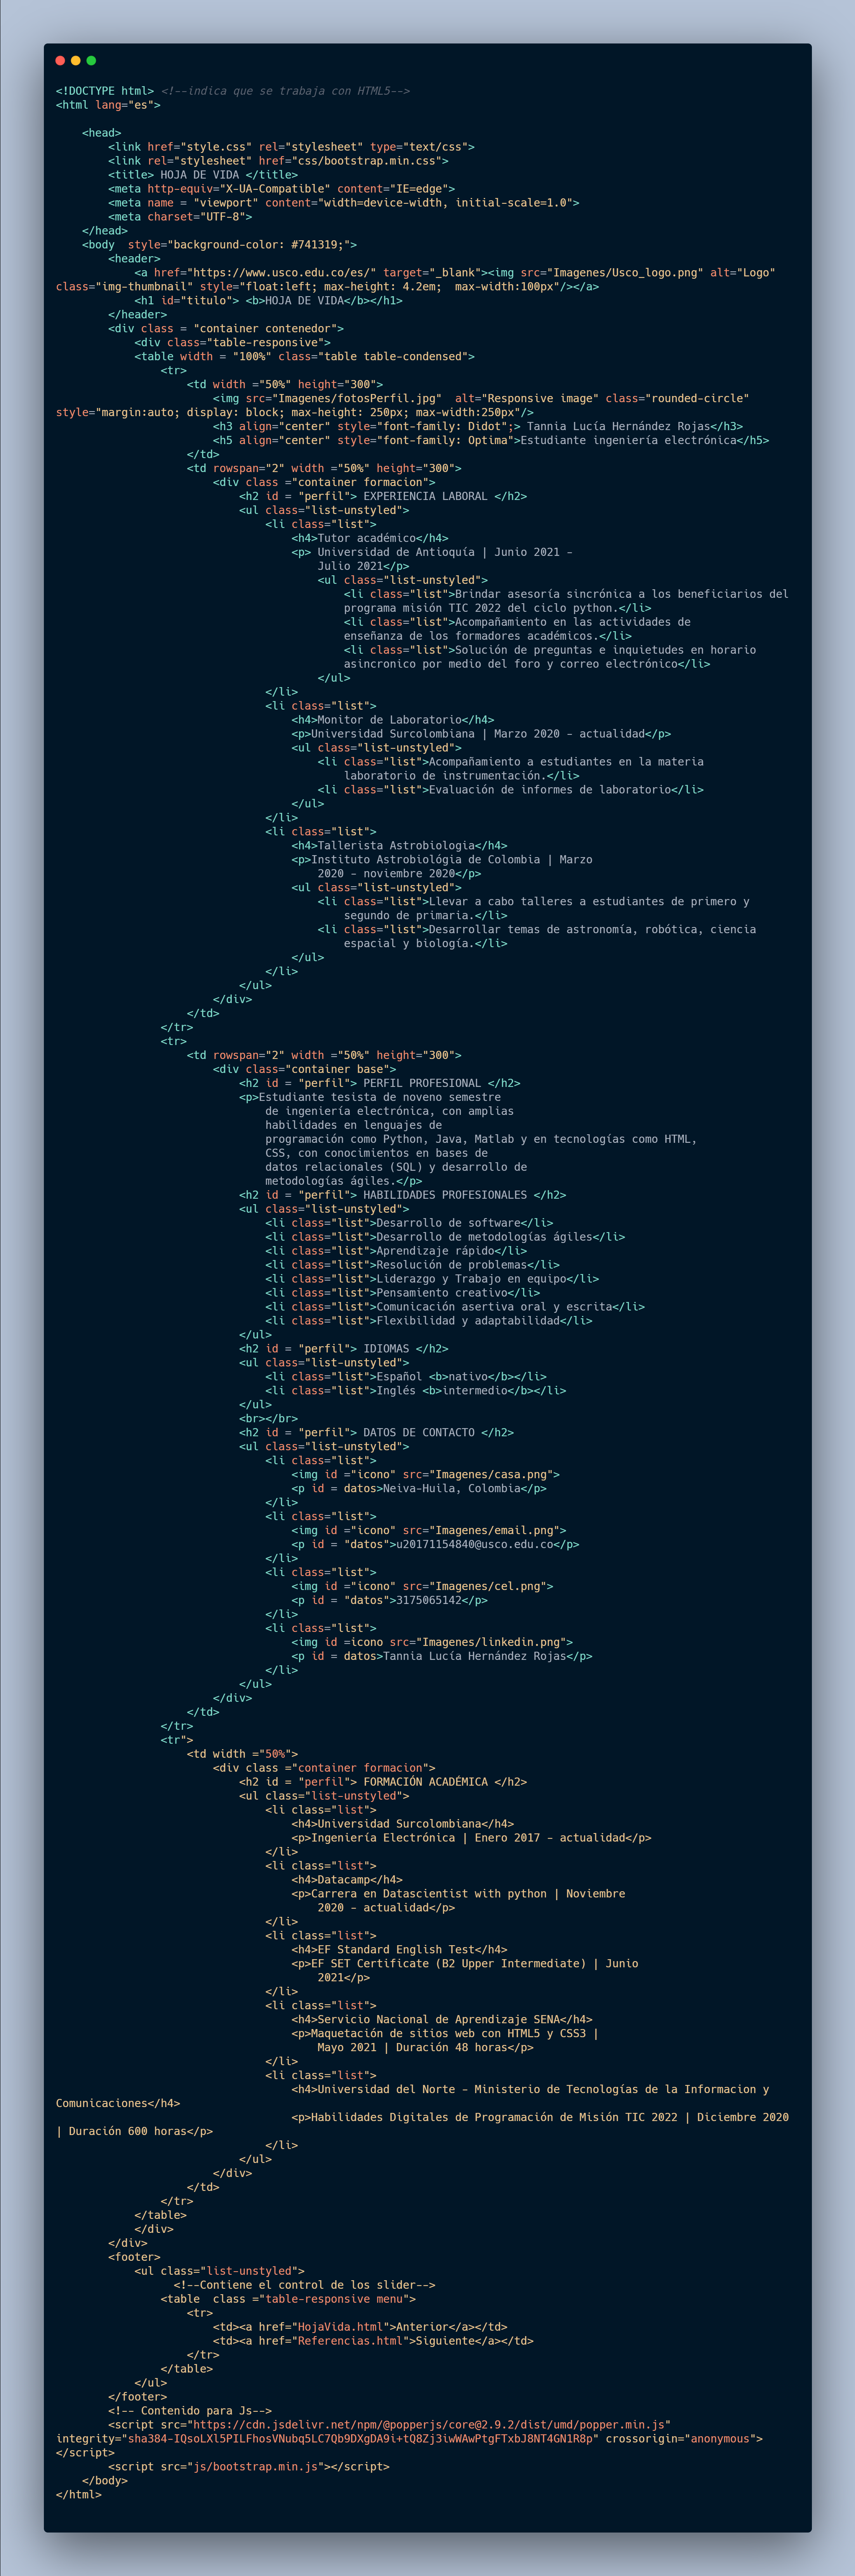 <!DOCTYPE html> <!--indica que se trabaja con HTML5-->
<html lang="es">
<head>
<link href="style.css" rel="stylesheet" type="text/css">
<link rel="stylesheet" href="css/bootstrap.min.css">
<title> HOJA DE VIDA </title>
<meta http-equiv="X-UA-Compatible" content="IE=edge">
<meta name = "viewport" content="width=device-width, initial-scale=1.0">
<meta charset="UTF-8">
</head>
<body  style="background-color: #741319;">
<header>
<a href="https://www.usco.edu.co/es/" target="_blank"><img src="Imagenes/Usco_logo.png" alt="Logo"
class="img-thumbnail" style="float:left; max-height: 4.2em;  max-width:100px"/></a>
<h1 id="titulo"> <b>HOJA DE VIDA</b></h1>
</header>
<div class = "container contenedor">
<div class="table-responsive">
<table width = "100%" class="table table-condensed">
<tr>
<td width ="50%" height="300">
<img src="Imagenes/fotosPerfil.jpg"  alt="Responsive image" class="rounded-circle"
style="margin:auto; display: block; max-height: 250px; max-width:250px"/>
<h3 align="center" style="font-family: Didot";> Tannia Lucía Hernández Rojas</h3>
<h5 align="center" style="font-family: Optima">Estudiante ingeniería electrónica</h5>
</td>
<td rowspan="2" width ="50%" height="300">
<div class ="container formacion">
<h2 id = "perfil"> EXPERIENCIA LABORAL </h2>
<ul class="list-unstyled">
<li class="list">
<h4>Tutor académico</h4>
<p> Universidad de Antioquía | Junio 2021 -
Julio 2021</p>
<ul class="list-unstyled">
<li class="list">Brindar asesoría sincrónica a los beneficiarios del
programa misión TIC 2022 del ciclo python.</li>
<li class="list">Acompañamiento en las actividades de
enseñanza de los formadores académicos.</li>
<li class="list">Solución de preguntas e inquietudes en horario
asincronico por medio del foro y correo electrónico</li>
</ul>
</li>
<li class="list">
<h4>Monitor de Laboratorio</h4>
<p>Universidad Surcolombiana | Marzo 2020 - actualidad</p>
<ul class="list-unstyled">
<li class="list">Acompañamiento a estudiantes en la materia
laboratorio de instrumentación.</li>
<li class="list">Evaluación de informes de laboratorio</li>
</ul>
</li>
<li class="list">
<h4>Tallerista Astrobiologia</h4>
<p>Instituto Astrobiológia de Colombia | Marzo
2020 - noviembre 2020</p>
<ul class="list-unstyled">
<li class="list">Llevar a cabo talleres a estudiantes de primero y
segundo de primaria.</li>
<li class="list">Desarrollar temas de astronomía, robótica, ciencia
espacial y biología.</li>
</ul>
</li>
</ul>
</div>
</td>
</tr>
<tr>
<td rowspan="2" width ="50%" height="300">
<div class="container base">
<h2 id = "perfil"> PERFIL PROFESIONAL </h2>
<p>Estudiante tesista de noveno semestre
de ingeniería electrónica, con amplias
habilidades en lenguajes de
programación como Python, Java, Matlab y en tecnologías como HTML,
CSS, con conocimientos en bases de
datos relacionales (SQL) y desarrollo de
metodologías ágiles.</p>
<h2 id = "perfil"> HABILIDADES PROFESIONALES </h2>
<ul class="list-unstyled">
<li class="list">Desarrollo de software</li>
<li class="list">Desarrollo de metodologías ágiles</li>
<li class="list">Aprendizaje rápido</li>
<li class="list">Resolución de problemas</li>
<li class="list">Liderazgo y Trabajo en equipo</li>
<li class="list">Pensamiento creativo</li>
<li class="list">Comunicación asertiva oral y escrita</li>
<li class="list">Flexibilidad y adaptabilidad</li>
</ul>
<h2 id = "perfil"> IDIOMAS </h2>
<ul class="list-unstyled">
<li class="list">Español <b>nativo</b></li>
<li class="list">Inglés <b>intermedio</b></li>
</ul>
<br></br>
<h2 id = "perfil"> DATOS DE CONTACTO </h2>
<ul class="list-unstyled">
<li class="list">
<img id ="icono" src="Imagenes/casa.png">
<p id = datos>Neiva-Huila, Colombia</p>
</li>
<li class="list">
<img id ="icono" src="Imagenes/email.png">
<p id = "datos">u20171154840@usco.edu.co</p>
</li>
<li class="list">
<img id ="icono" src="Imagenes/cel.png">
<p id = "datos">3175065142</p>
</li>
<li class="list">
<img id =icono src="Imagenes/linkedin.png">
<p id = datos>Tannia Lucía Hernández Rojas</p>
</li>
</ul>
</div>
</td>
</tr>
<tr">
<td width ="50%">
<div class ="container formacion">
<h2 id = "perfil"> FORMACIÓN ACADÉMICA </h2>
<ul class="list-unstyled">
<li class="list">
<h4>Universidad Surcolombiana</h4>
<p>Ingeniería Electrónica | Enero 2017 - actualidad</p>
</li>
<li class="list">
<h4>Datacamp</h4>
<p>Carrera en Datascientist with python | Noviembre
2020 - actualidad</p>
</li>
<li class="list">
<h4>EF Standard English Test</h4>
<p>EF SET Certificate (B2 Upper Intermediate) | Junio
2021</p>
</li>
<li class="list">
<h4>Servicio Nacional de Aprendizaje SENA</h4>
<p>Maquetación de sitios web con HTML5 y CSS3 |
Mayo 2021 | Duración 48 horas</p>
</li>
<li class="list">
<h4>Universidad del Norte - Ministerio de Tecnologías de la Informacion y
Comunicaciones</h4>
<p>Habilidades Digitales de Programación de Misión TIC 2022 | Diciembre 2020
| Duración 600 horas</p>
</li>
</ul>
</div>
</td>
</tr>
</table>
</div>
</div>
<footer>
<ul class="list-unstyled">
<!--Contiene el control de los slider-->
<table  class ="table-responsive menu">
<tr>
<td><a href="HojaVida.html">Anterior</a></td>
<td><a href="Referencias.html">Siguiente</a></td>
</tr>
</table>
</ul>
</footer>
<!-- Contenido para Js-->
<script src="https://cdn.jsdelivr.net/npm/@popperjs/core@2.9.2/dist/umd/popper.min.js"
integrity="sha384-IQsoLXl5PILFhosVNubq5LC7Qb9DXgDA9i+tQ8Zj3iwWAwPtgFTxbJ8NT4GN1R8p" crossorigin="anonymous">
</script>
<script src="js/bootstrap.min.js"></script>
</body>
</html>